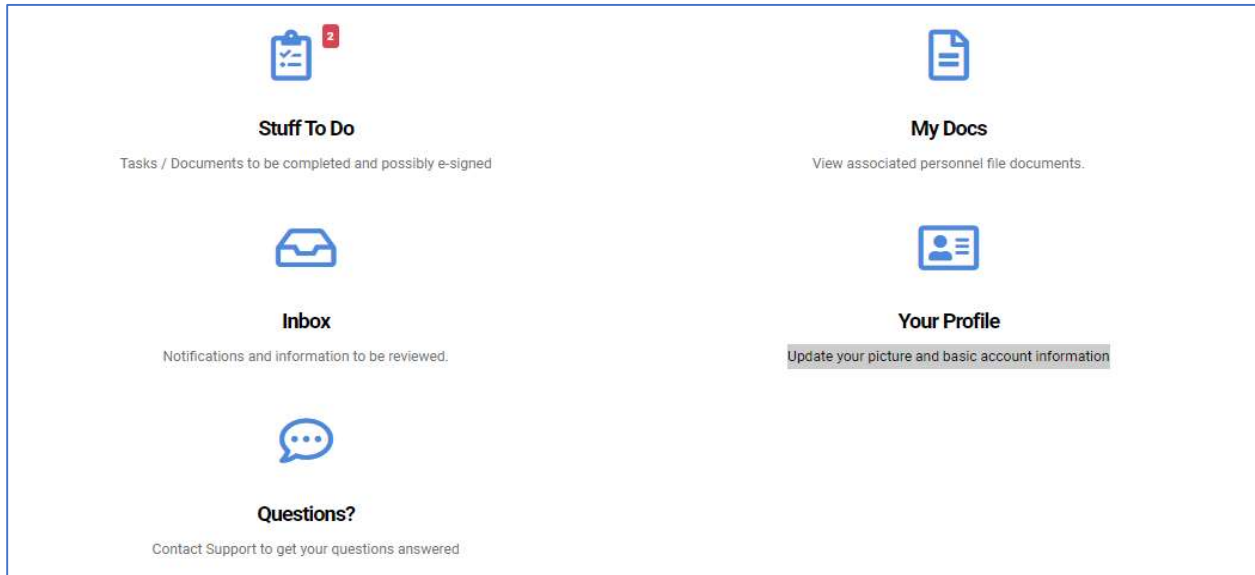 2
Stuff To Do
Tasks / Documents to be completed and possibly e-signed
My Docs
View associated personnel file documents.
Inbox
Notifications and information to be reviewed.
Your Profile
Update your picture and basic account information
Questions?
Contact Support to get your questions answered